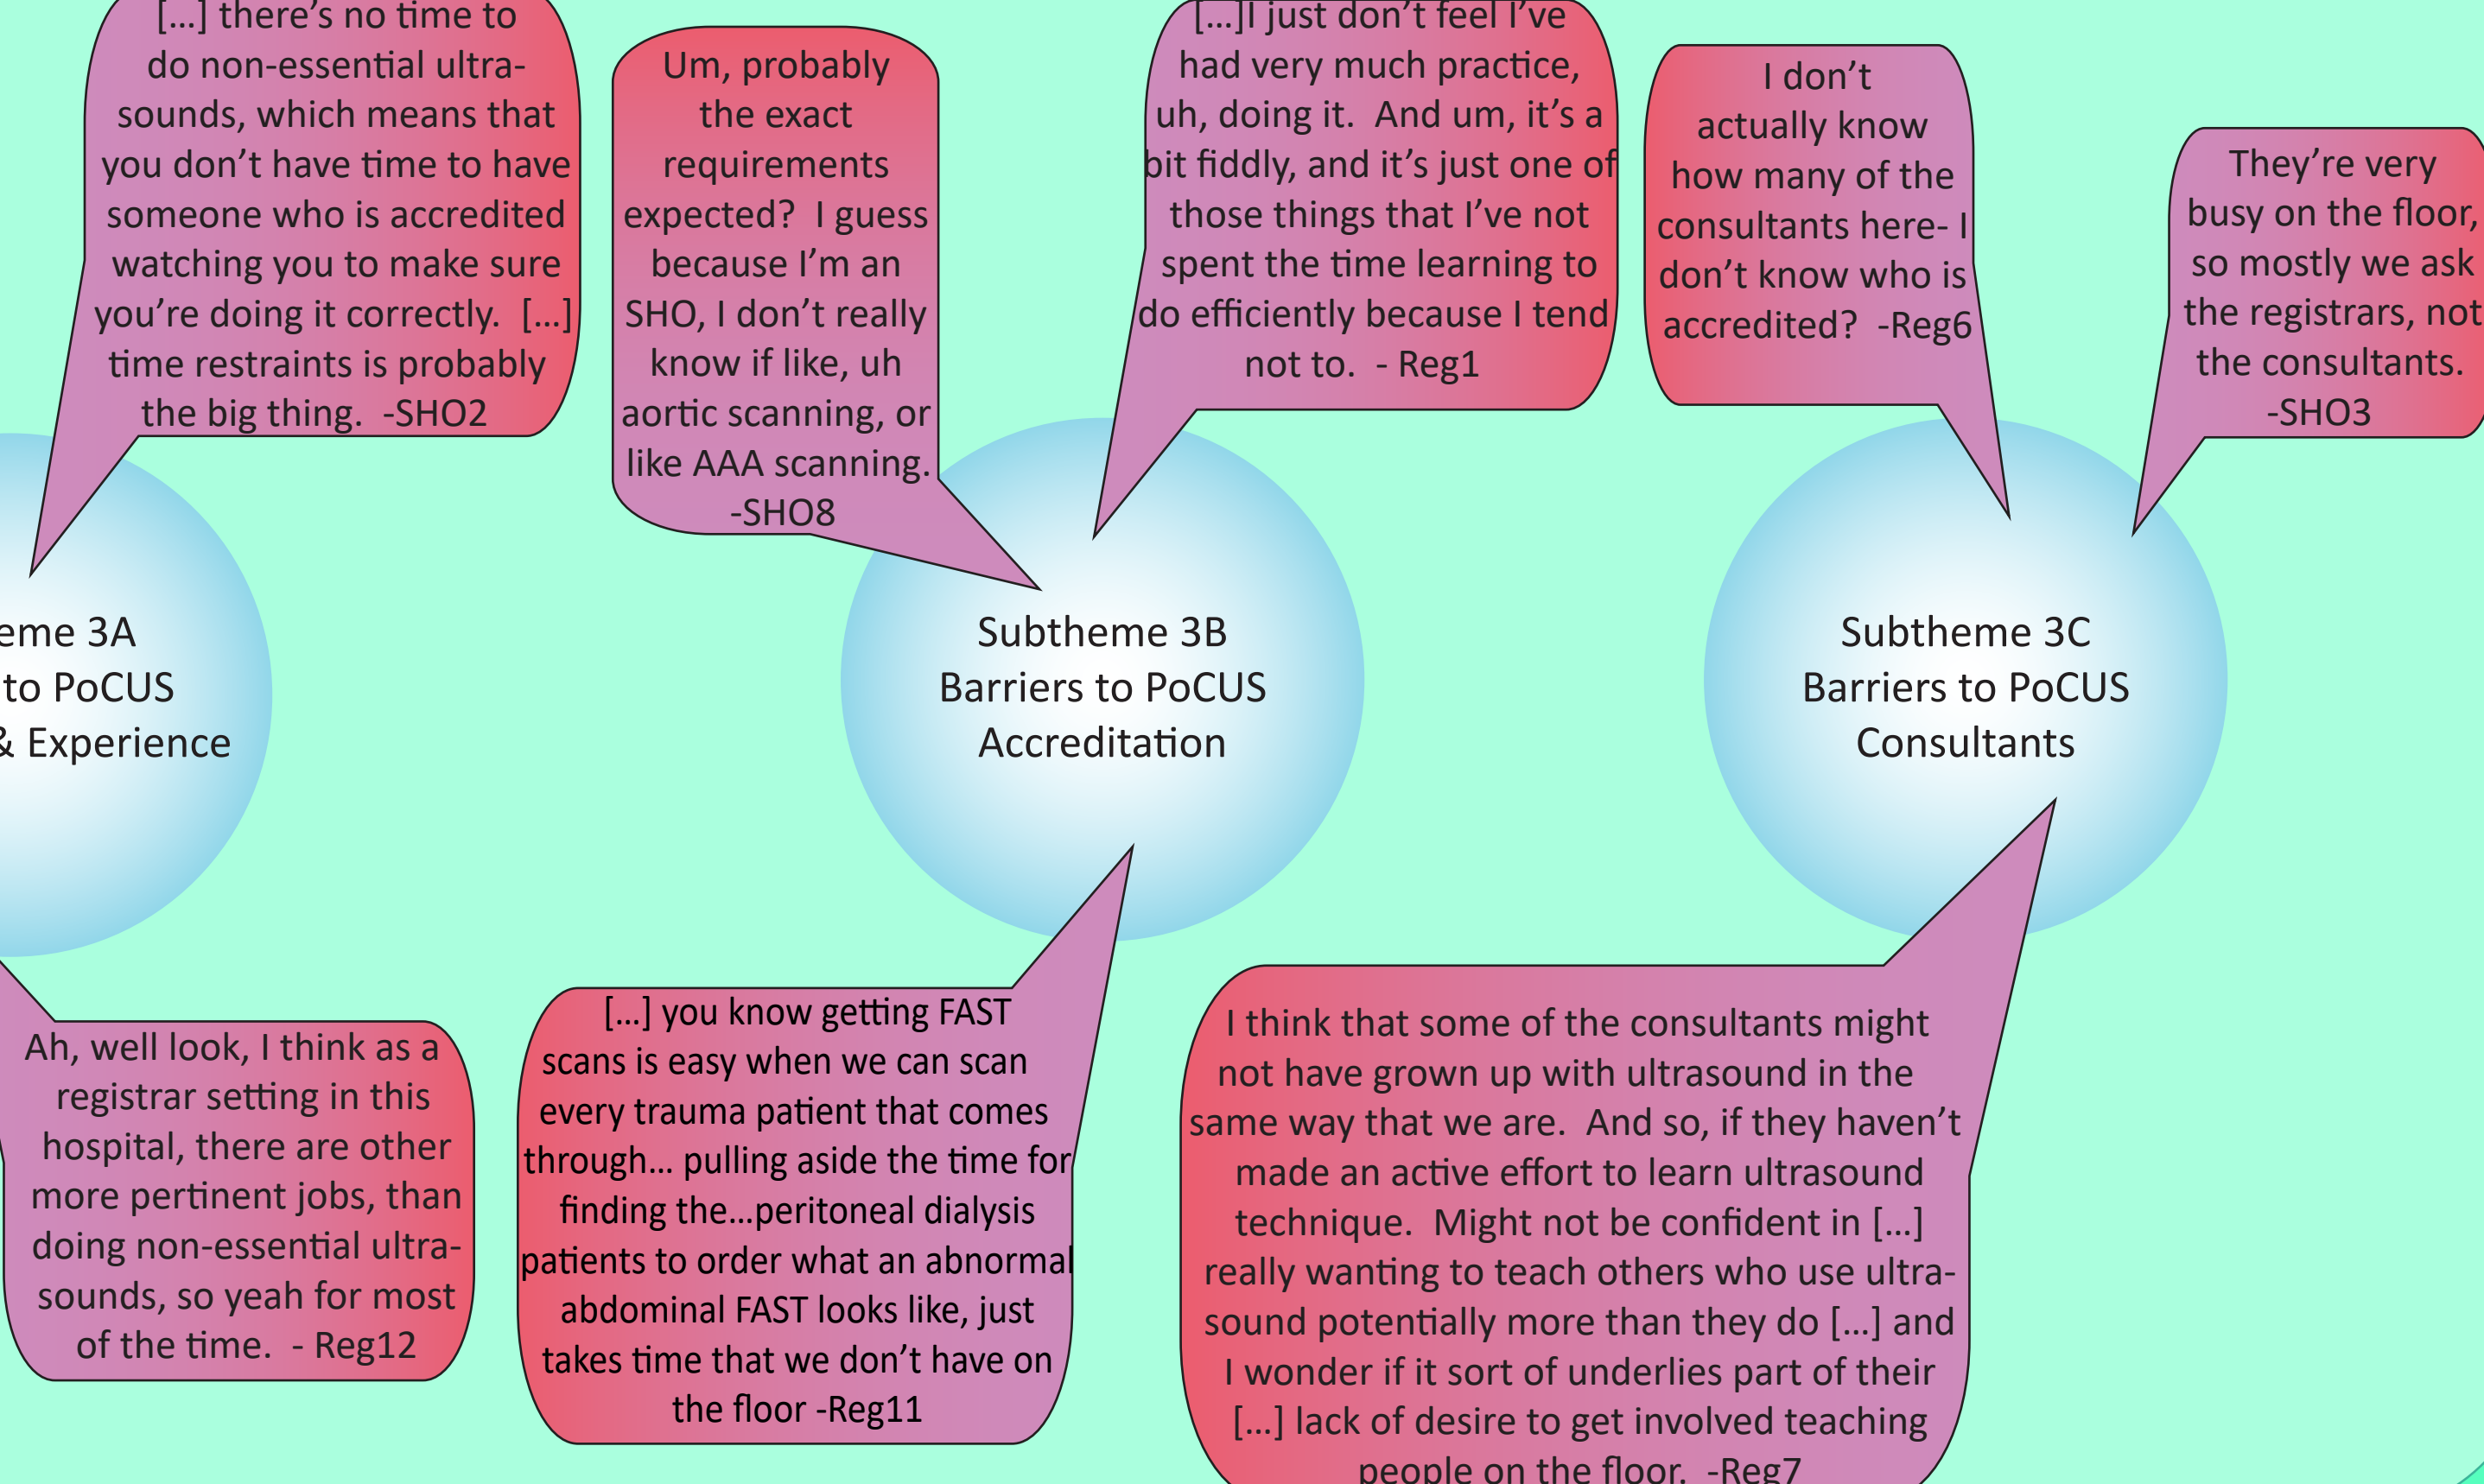 [...] there's no time to
do non-essential ultra-
sounds, which means that
you don't have time to have
someone who is accredited
watching you to make sure
you're doing it correctly.  [...]
time restraints is probably
the big thing.  -SHO2
Um, probably
the exact
requirements
expected?  I guess
because I'm an
SHO, I don't really
know if like, uh
aortic scanning, or
like AAA scanning.
-SHO8
[...]I just don't feel I've
had very much practice,
uh, doing it.  And um, it's a
bit fiddly, and it's just one of
those things that I've not
spent the time learning to
do efficiently because I tend
not to.  - Reg1
I don't
actually know
how many of the
consultants here- I
don't know who is
accredited?  -Reg6
They're very
busy on the floor,
so mostly we ask
the registrars, not
the consultants.
-SHO3
eme 3A
to PoCUS
& Experience
Subtheme 3B
Barriers to PoCUS
Accreditation
Subtheme 3C
Barriers to PoCUS
Consultants
Ah, well look, I think as a
registrar setting in this
hospital, there are other
more pertinent jobs, than
doing non-essential ultra-
sounds, so yeah for most
of the time.  - Reg12
[...] you know getting FAST
scans is easy when we can scan
every trauma patient that comes
through... pulling aside the time for
finding the...peritoneal dialysis
patients to order what an abnormal
abdominal FAST looks like, just
takes time that we don't have on
the floor -Reg11
I think that some of the consultants might
not have grown up with ultrasound in the
same way that we are.  And so, if they haven't
made an active effort to learn ultrasound
technique.  Might not be confident in [...]
really wanting to teach others who use ultra-
sound potentially more than they do [...] and
I wonder if it sort of underlies part of their
[...] lack of desire to get involved teaching
people on the floor.  -Reg7